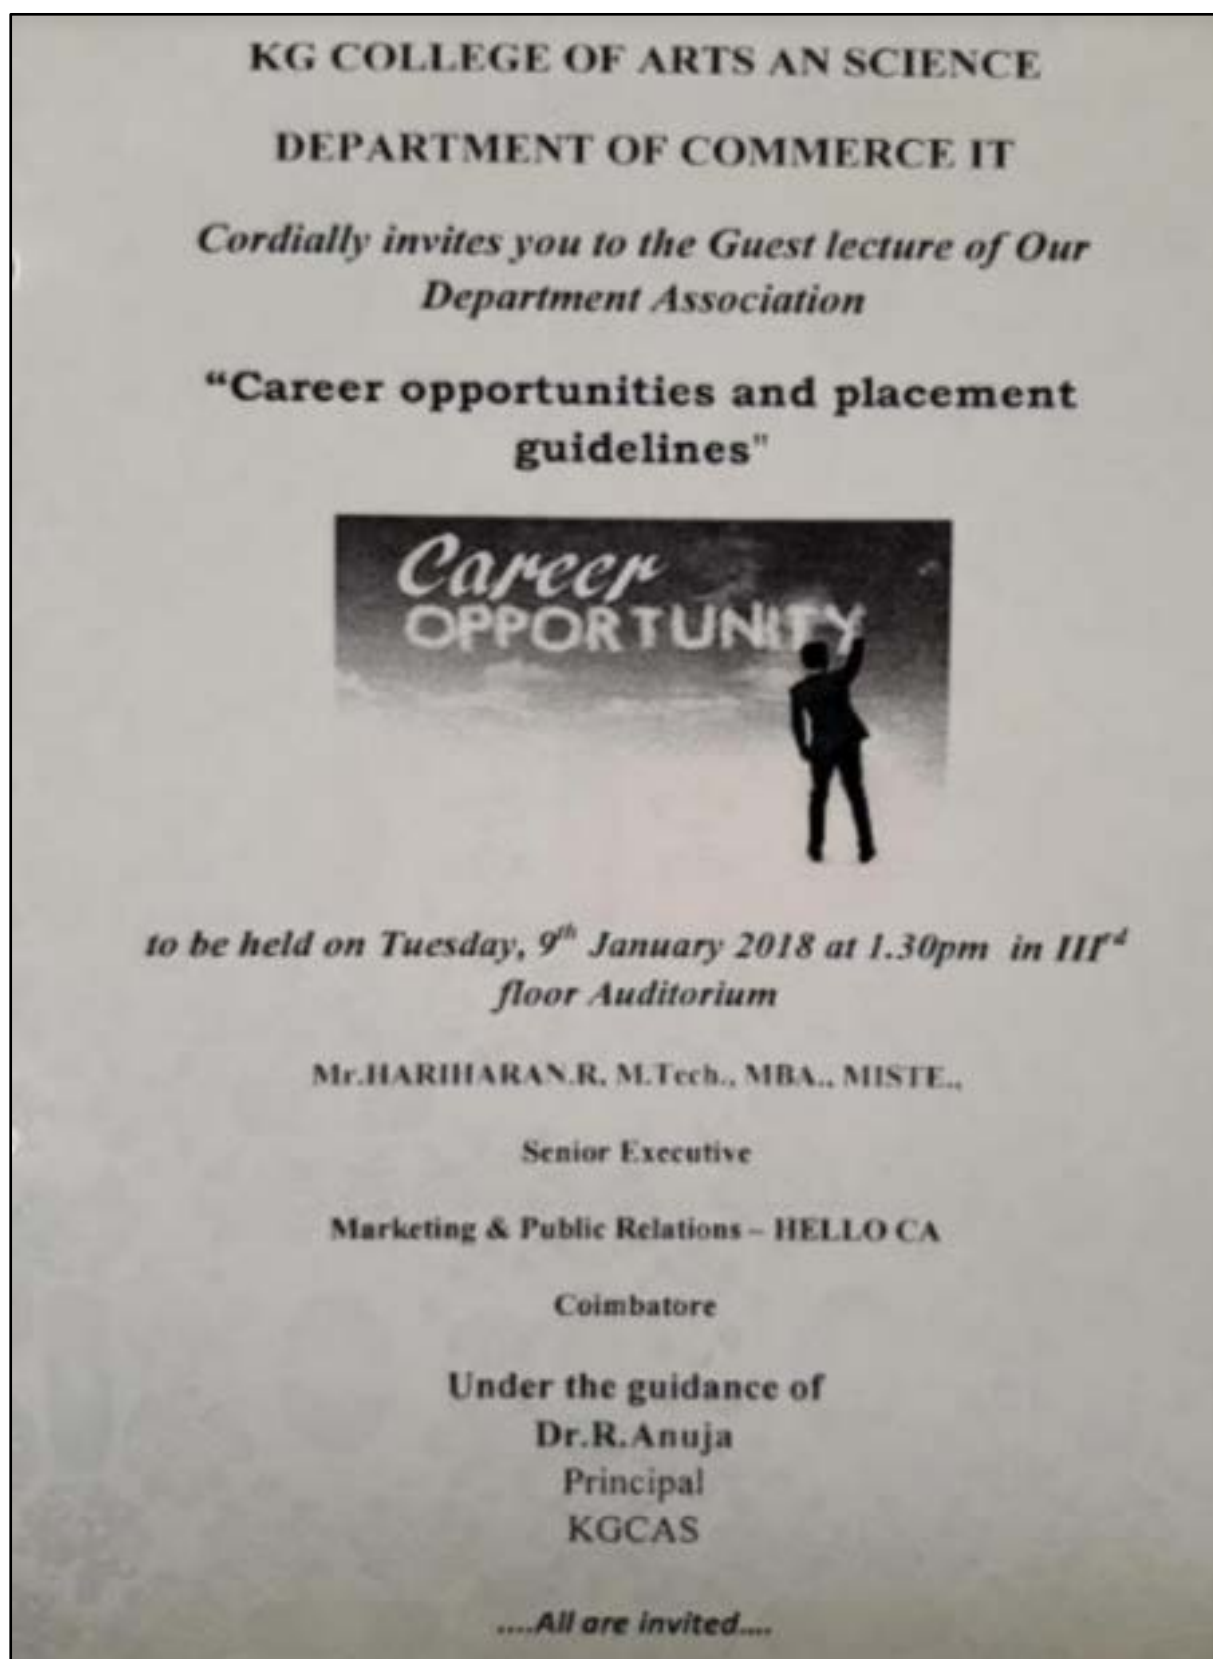 KG COLLEGE OF ARTS AN SCIENCE
DEPARTMENT OF COMMERCE IT
Cordially invites you to the Guest lecture of Our
Department Association
“Career opportunities and placement
guidelines"
Career
OPPORTUNITY
to be held on Tuesday, 9th January 2018 at 1.30pm in IIIrd
floor Auditorium
Mr.HARIHARAN.R, M.Tech., MBA., MISTE.,
Senior Executive
Marketing & Public Relations – HELLO CA
Coimbatore
Under the guidance of
Dr.R.Anuja
Principal
KGCAS
....All are invited....